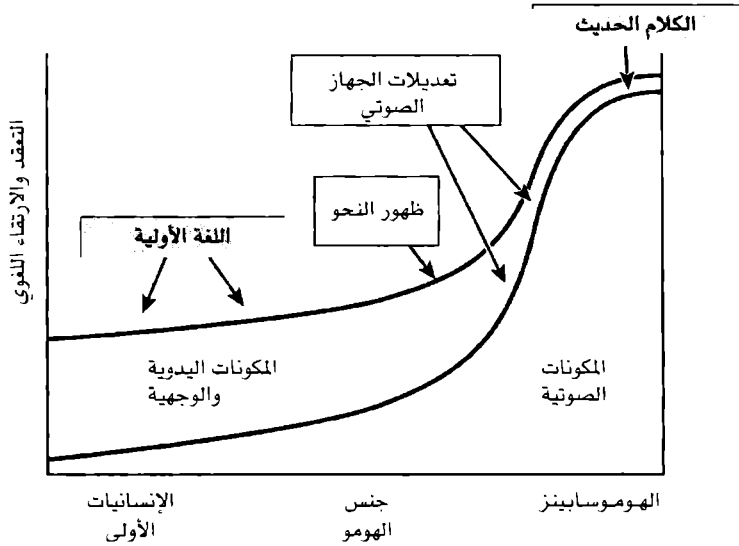 الكلام الحديث
تعديلات الجهاز
الصوتي
ظهور النحو
اللغة الأولية
التعقد والارتقاء اللغوي
المكونات اليدوية
والوجهية
المكونات
الصوتية
الإنسانيات
الأولى
جنس
الهومو
الهوموسابينز